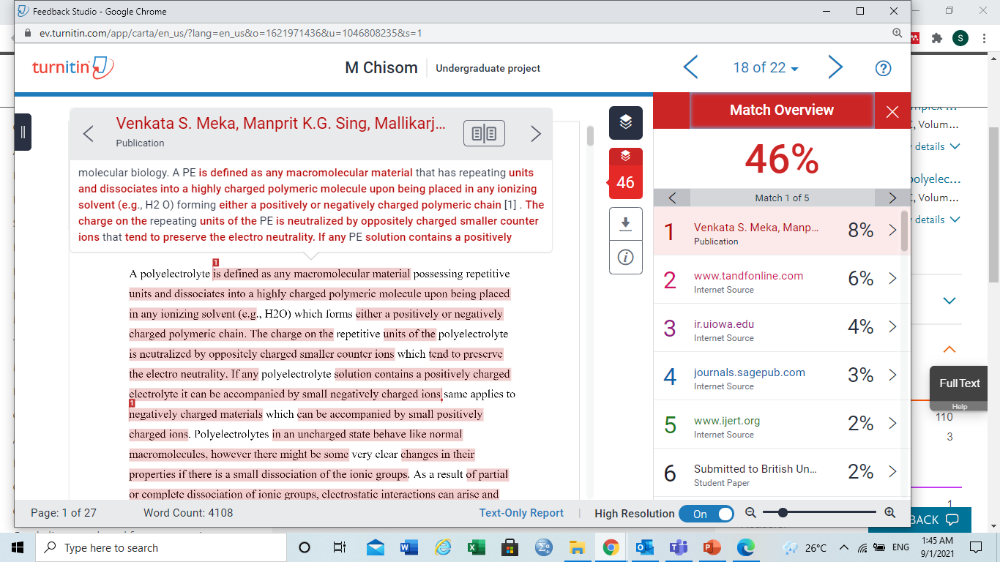 Feedback Studio - Google Chrome
ev.turnitin.com/app/carta/en_us/?lang=en_us&o=1621971436&u=1046808235&s=1
S
turnitin
M Chisom
Undergraduate project
18 of 22
?
Venkata S. Meka, Manprit K.G. Sing, Mallikarj...
Publication
molecular biology. A PE is defined as any macromolecular material that has repeating units
and dissociates into a highly charged polymeric molecule upon being placed in any ionizing
solvent (e.g., H2 O) forming either a positively or negatively charged polymeric chain [1] . The
charge on the repeating units of the PE is neutralized by oppositely charged smaller counter
ions that tend to preserve the electro neutrality. If any PE solution contains a positively
1
A polyelectrolyte is defined as any macromolecular material possessing repetitive
units and dissociates into a highly charged polymeric molecule upon being placed
in any ionizing solvent (e.g., H2O) which forms either a positively or negatively
charged polymeric chain. The charge on the repetitive units of the polyelectrolyte
is neutralized by oppositely charged smaller counter ions which tend to preserve
the electro neutrality. If any polyelectrolyte solution contains a positively charged
electrolyte it can be accompanied by small negatively charged ions, same applies to
1
negatively charged materials which can be accompanied by small positively
charged ions. Polyelectrolytes in an uncharged state behave like normal
macromolecules, however there might be some very clear changes in their
properties if there is a small dissociation of the ionic groups. As a result of partial
or complete dissociation of ionic groups, electrostatic interactions can arise and
46
Match Overview
46%
Match 1 of 5
1 Venkata S. Meka, Manp... 8%
Publication
2 www.tandfonline.com 6%
Internet Source
3 ir.uiowa.edu 4%
Internet Source
4 journals.sagepub.com 3%
Internet Source
5 www.ijert.org 2%
Internet Source
6 Submitted to British Un... 2%
Student Paper
, Volum...
details
polyelec...
, Volum...
details
Full Text
Help
110
3
1
BACK
Page: 1 of 27
Word Count: 4108
Text-Only Report
High Resolution
On
Type here to search
26°C
ENG
1:45 AM
9/1/2021